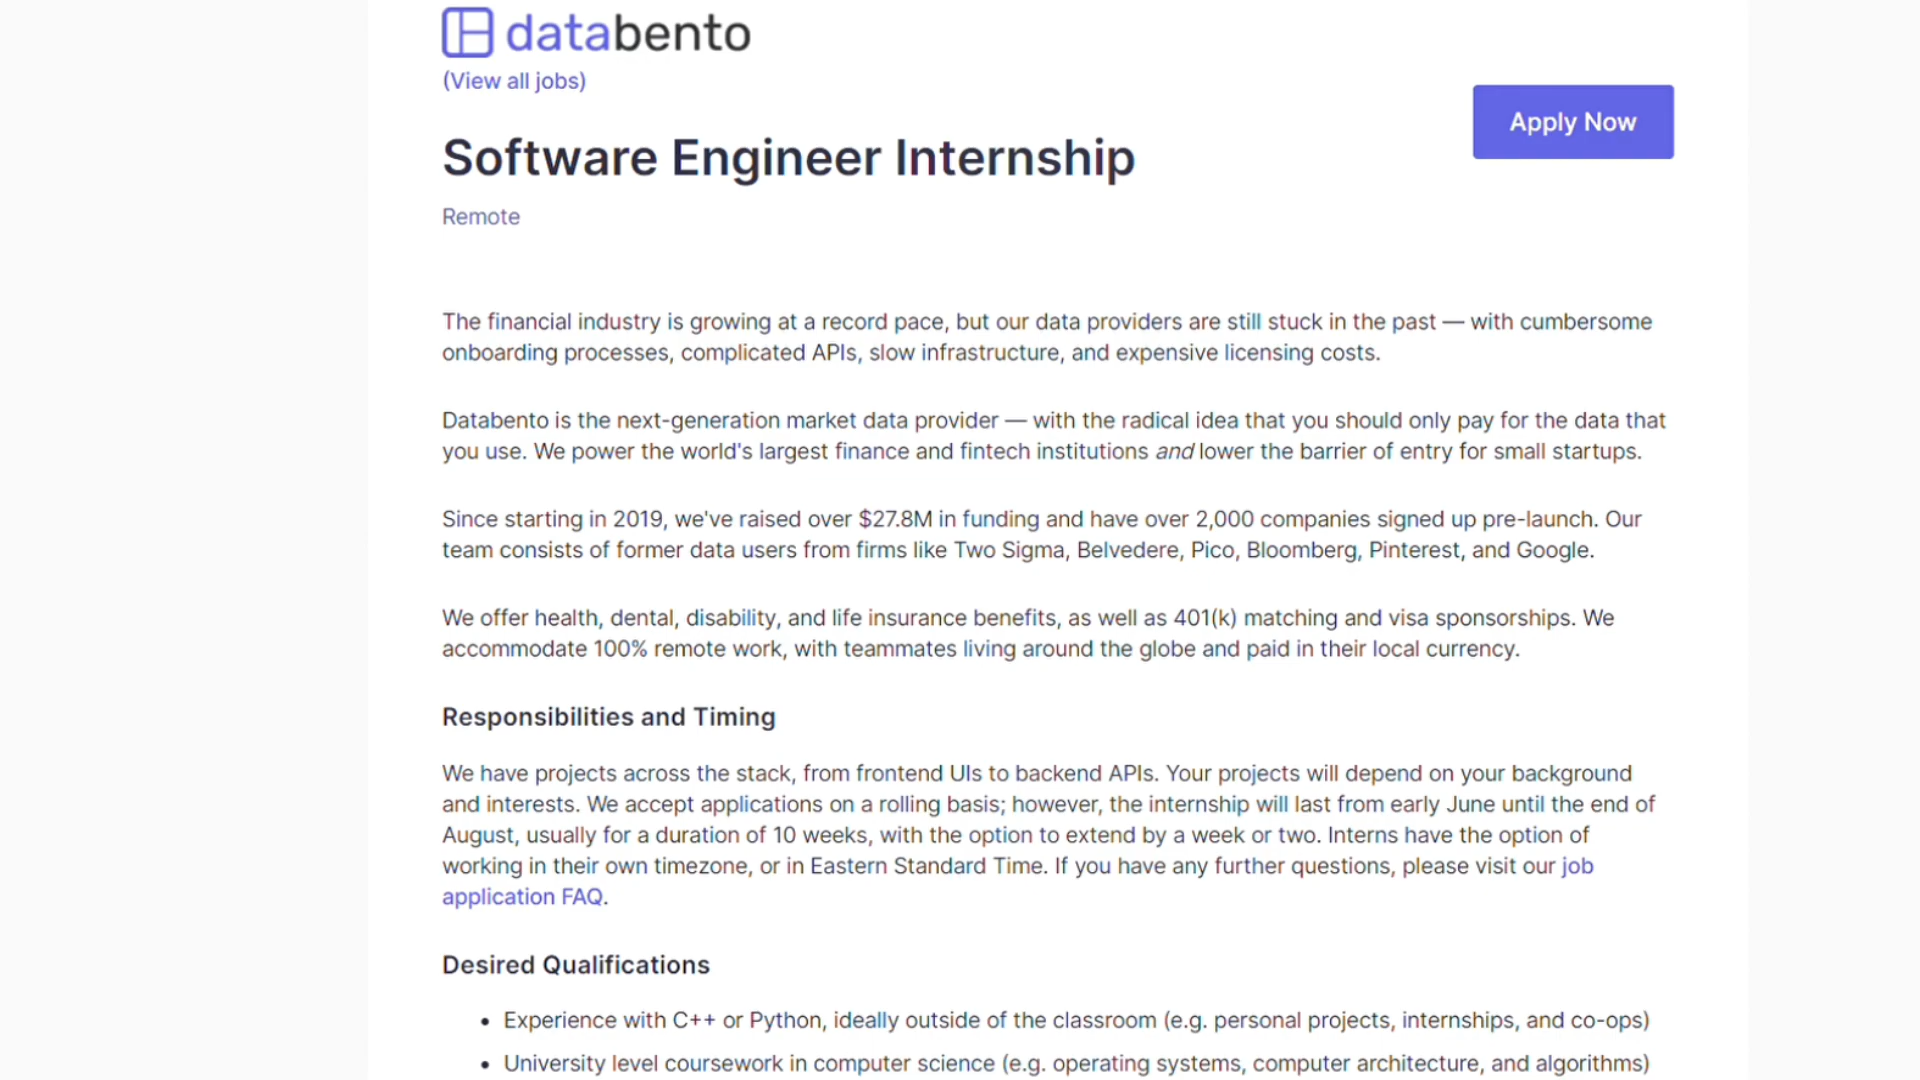 databento
(View all jobs)
Apply Now
Software Engineer Internship
Remote
The financial industry is growing at a record pace, but our data providers are still stuck in the past — with cumbersome
onboarding processes, complicated APIs, slow infrastructure, and expensive licensing costs.
Databento is the next-generation market data provider — with the radical idea that you should only pay for the data that
you use. We power the world's largest finance and fintech institutions and lower the barrier of entry for small startups.
Since starting in 2019, we've raised over $27.8M in funding and have over 2,000 companies signed up pre-launch. Our
team consists of former data users from firms like Two Sigma, Belvedere, Pico, Bloomberg, Pinterest, and Google.
We offer health, dental, disability, and life insurance benefits, as well as 401(k) matching and visa sponsorships. We
accommodate 100% remote work, with teammates living around the globe and paid in their local currency.
Responsibilities and Timing
We have projects across the stack, from frontend UIs to backend APIs. Your projects will depend on your background
and interests. We accept applications on a rolling basis; however, the internship will last from early June until the end of
August, usually for a duration of 10 weeks, with the option to extend by a week or two. Interns have the option of
working in their own timezone, or in Eastern Standard Time. If you have any further questions, please visit our job
application FAQ.
Desired Qualifications
• Experience with C++ or Python, ideally outside of the classroom (e.g. personal projects, internships, and co-ops)
• University level coursework in computer science (e.g. operating systems, computer architecture, and algorithms)